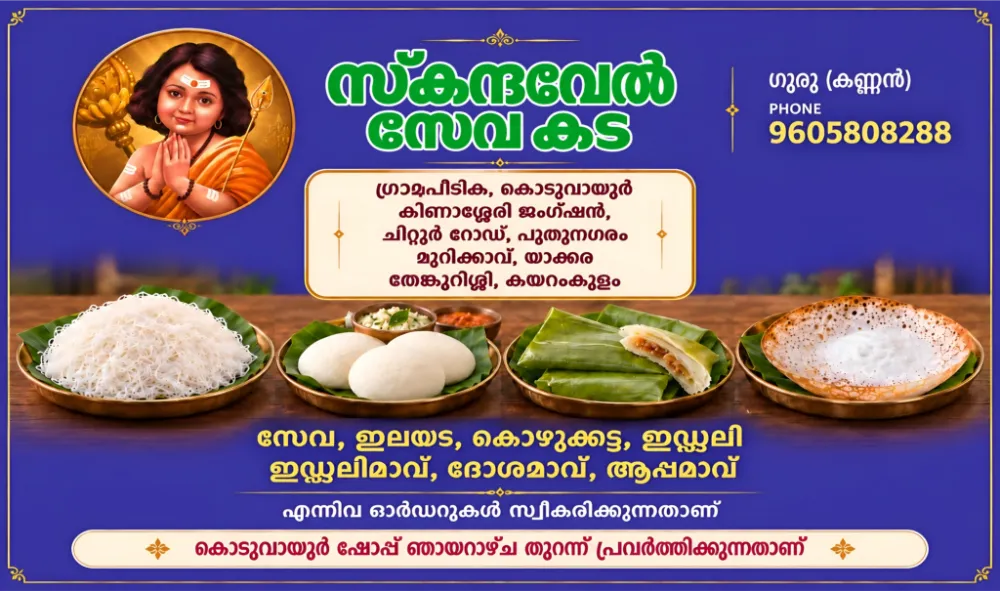 സ്കന്ദവേൽ
സേവ കട
ഗുരു (കണ്ണൻ)
PHONE
9605808288
ഗ്രാമപീടിക, കൊടുവായൂർ
കിണാശ്ശേരി ജംഗ്ഷൻ,
ചിറ്റൂർ റോഡ്, പുതുനഗരം
മുറിക്കാവ്, യാക്കര
തേങ്കുറിശ്ശി, കയറംകുളം
സേവ, ഇലയട, കൊഴുക്കട്ട, ഇഡ്ഡലി
ഇഡ്ഡലിമാവ്, ദോശമാവ്, ആപ്പമാവ്
എന്നിവ ഓർഡറുകൾ സ്വീകരിക്കുന്നതാണ്
കൊടുവായൂർ ഷോപ്പ് ഞായറാഴ്ച തുറന്ന് പ്രവർത്തിക്കുന്നതാണ്